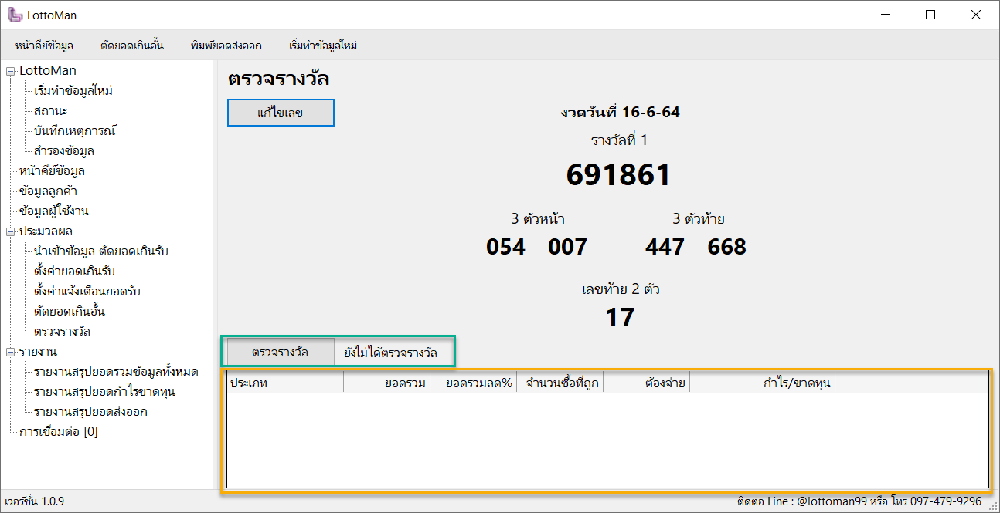 LottoMan
หน้าคีย์ข้อมูล ตัดยอดเกินอั้น พิมพ์ยอดส่งออก เริ่มทำข้อมูลใหม่
LottoMan
เริ่มทำข้อมูลใหม่
สถานะ
บันทึกเหตุการณ์
สำรองข้อมูล
หน้าคีย์ข้อมูล
ข้อมูลลูกค้า
ข้อมูลผู้ใช้งาน
ประมวลผล
นำเข้าข้อมูล ตัดยอดเกินรับ
ตั้งค่ายอดเกินรับ
ตั้งค่าแจ้งเตือนยอดรับ
ตัดยอดเกินอั้น
ตรวจรางวัล
รายงาน
รายงานสรุปยอดรวมข้อมูลทั้งหมด
รายงานสรุปยอดกำไรขาดทุน
รายงานสรุปยอดส่งออก
การเชื่อมต่อ [0]
ตรวจรางวัล
แก้ไขเลข
งวดวันที่ 16-6-64
รางวัลที่ 1
691861
3 ตัวหน้า 3 ตัวท้าย
054 007 447 668
เลขท้าย 2 ตัว
17
ตรวจรางวัล ยังไม่ได้ตรวจรางวัล
ประเภท ยอดรวม ยอดรวมลด% จำนวนซื้อที่ถูก ต้องจ่าย กำไร/ขาดทุน
เวอร์ชั่น 1.0.9 ติดต่อ Line : @lottoman99 หรือ โทร 097-479-9296